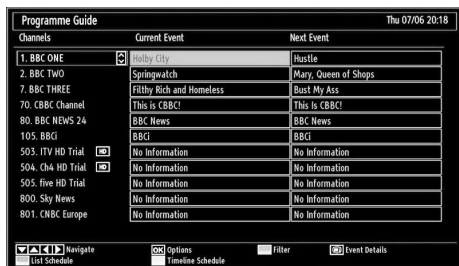 Programme Guide Thu 07/06 20:18
Channels Current Event Next Event
1. BBC ONE Holby City Hustle
2. BBC TWO Springwatch Mary, Queen of Shops
7. BBC THREE Filthy Rich and Homeless Bust My Ass
70. CBBC Channel This is CBBC! This Is CBBC!
80. BBC NEWS 24 BBC News BBC News
105. BBCi BBCi BBCi
503. ITV HD Trial HD No Information No Information
504. Ch4 HD Trial HD No Information No Information
505. five HD Trial No Information No Information
800. Sky News No Information No Information
801. CNBC Europe No Information No Information
Navigate OK Options Filter Event Details
List Schedule Timeline Schedule